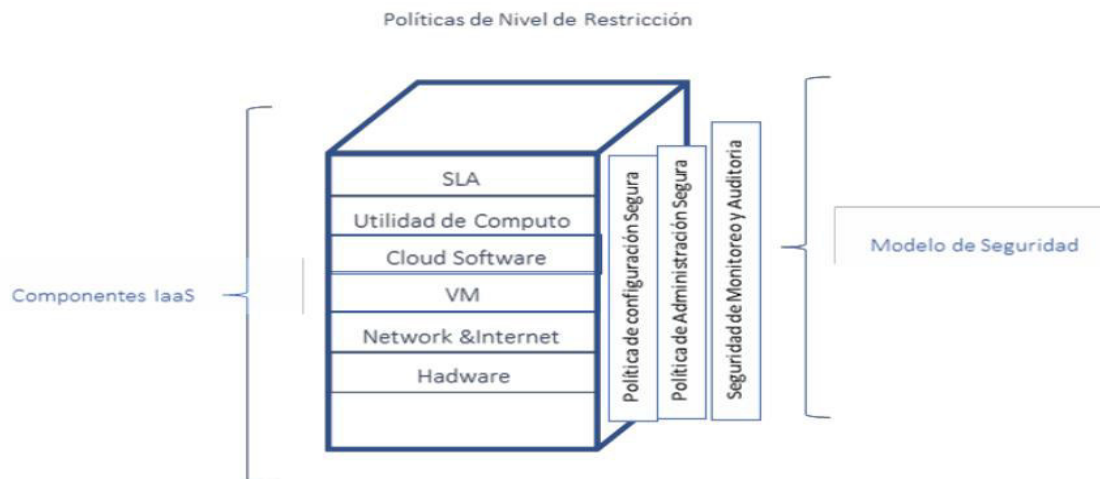 Políticas de Nivel de Restricción
SLA
Utilidad de Computo
Cloud Software
VM
Network &Internet
Hadware
Componentes IaaS
Política de configuración Segura
Política de Administración Segura
Seguridad de Monitoreo y Auditoria
Modelo de Seguridad